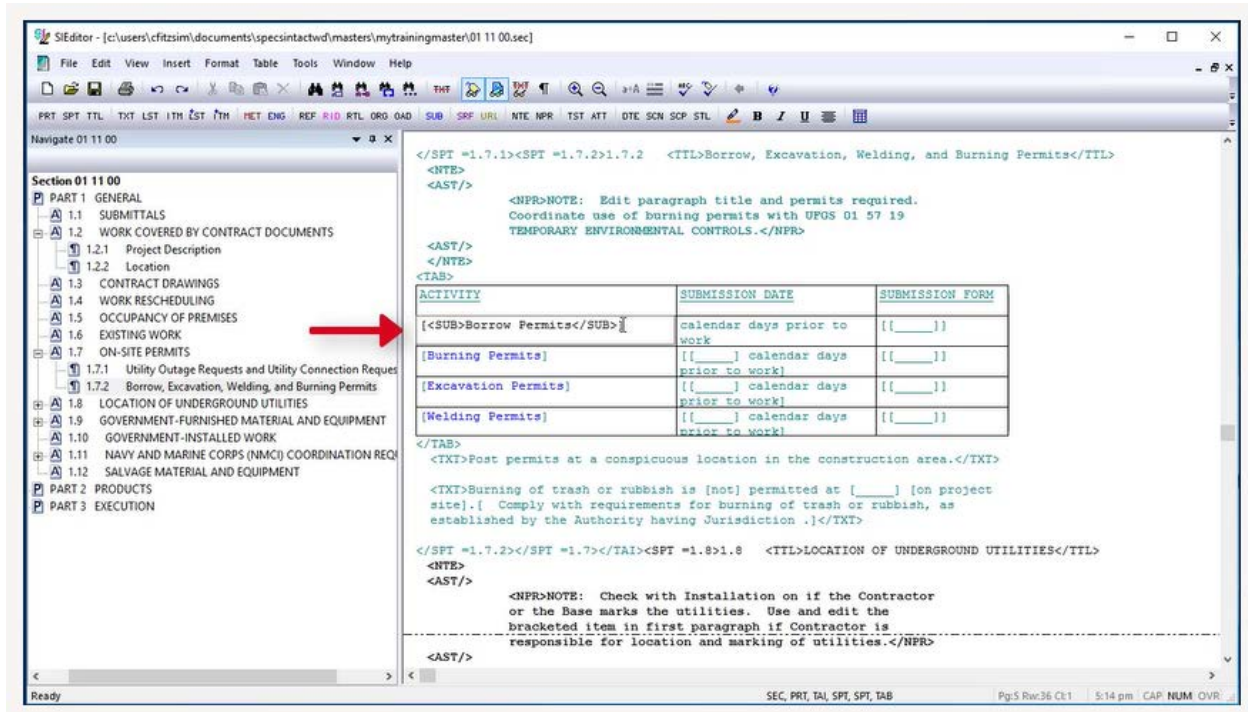 SIEditor - [c:\users\cfitzsim\documents\specsintactwd\masters\mytrainingmaster\01 11 00.sec]
File Edit View Insert Format Table Tools Window Help
PRT SPT TTL TXT LST ITM LST ITM MET ENG REF RID RTL ORG OAD SUB SRF URL NTE NPR TST ATT DTE SCN SCP STL B I U
Navigate 01 11 00
Section 01 11 00
PART 1 GENERAL
1.1 SUBMITTALS
1.2 WORK COVERED BY CONTRACT DOCUMENTS
1.2.1 Project Description
1.2.2 Location
1.3 CONTRACT DRAWINGS
1.4 WORK RESCHEDULING
1.5 OCCUPANCY OF PREMISES
1.6 EXISTING WORK
1.7 ON-SITE PERMITS
1.7.1 Utility Outage Requests and Utility Connection Reques
1.7.2 Borrow, Excavation, Welding, and Burning Permits
1.8 LOCATION OF UNDERGROUND UTILITIES
1.9 GOVERNMENT-FURNISHED MATERIAL AND EQUIPMENT
1.10 GOVERNMENT-INSTALLED WORK
1.11 NAVY AND MARINE CORPS (NMCI) COORDINATION REQ
1.12 SALVAGE MATERIAL AND EQUIPMENT
PART 2 PRODUCTS
PART 3 EXECUTION
</SPT =1.7.1><SPT =1.7.2>1.7.2 <TTL>Borrow, Excavation, Welding, and Burning Permits</TTL>
<NTE>
<AST/>
<NPR>NOTE: Edit paragraph title and permits required.
Coordinate use of burning permits with UFGS 01 57 19
TEMPORARY ENVIRONMENTAL CONTROLS.</NPR>
<AST/>
</NTE>
<TAB>
ACTIVITY SUBMISSION DATE SUBMISSION FORM
[<SUB>Borrow Permits</SUB>] calendar days prior to [[_____]]
work
[Burning Permits] [[_____] calendar days [[_____]]
prior to work]
[Excavation Permits] [[_____] calendar days [[_____]]
prior to work]
[Welding Permits] [[_____] calendar days [[_____]]
prior to work]
</TAB>
<TXT>Post permits at a conspicuous location in the construction area.</TXT>
<TXT>Burning of trash or rubbish is [not] permitted at [_____] [on project
site].[ Comply with requirements for burning of trash or rubbish, as
established by the Authority having Jurisdiction .]</TXT>
</SPT =1.7.2></SPT =1.7></TAI><SPT =1.8>1.8 <TTL>LOCATION OF UNDERGROUND UTILITIES</TTL>
<NTE>
<AST/>
<NPR>NOTE: Check with Installation on if the Contractor
or the Base marks the utilities. Use and edit the
bracketed item in first paragraph if Contractor is
responsible for location and marking of utilities.</NPR>
<AST/>
Ready SEC, PRT, TAI, SPT, SPT, TAB Pg:5 Rw:36 Cl:1 5:14 pm CAP NUM OVR